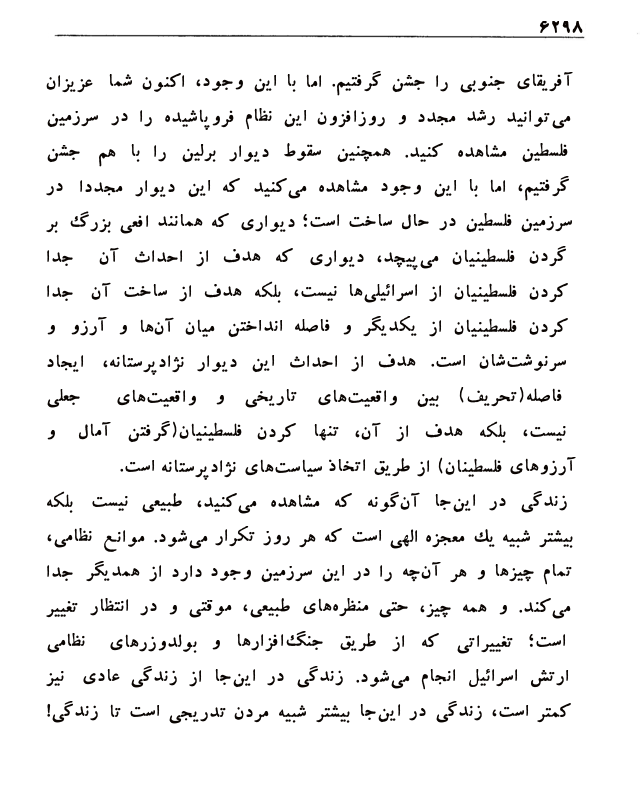 ۶۲۹۸
آفریقای جنوبی را جشن گرفتیم. اما با این وجود، اکنون شما عزیزان
می‌توانید رشد مجدد و روزافزون این نظام فروپاشیده را در سرزمین
فلسطین مشاهده کنید. همچنین سقوط دیوار برلین را با هم جشن
گرفتیم، اما با این وجود مشاهده می‌کنید که این دیوار مجددا در
سرزمین فلسطین در حال ساخت است؛ دیواری که همانند افعی بزرگ بر
گردن فلسطینیان می‌پیچد، دیواری که هدف از احداث آن جدا
کردن فلسطینیان از اسرائیلی‌ها نیست، بلکه هدف از ساخت آن جدا
کردن فلسطینیان از یکدیگر و فاصله انداختن میان آن‌ها و آرزو و
سرنوشت‌شان است. هدف از احداث این دیوار نژادپرستانه، ایجاد
فاصله(تحریف) بین واقعیت‌های تاریخی و واقعیت‌های جعلی
نیست، بلکه هدف از آن، تنها کردن فلسطینیان(گرفتن آمال و
آرزوهای فلسطینان) از طریق اتخاذ سیاست‌های نژادپرستانه است.
زندگی در این‌جا آن‌گونه که مشاهده می‌کنید، طبیعی نیست بلکه
بیشتر شبیه یك معجزه الهی است که هر روز تکرار می‌شود. موانع نظامی،
تمام چیزها و هر آن‌چه را در این سرزمین وجود دارد از همدیگر جدا
می‌کند. و همه چیز، حتی منظره‌های طبیعی، موقتی و در انتظار تغییر
است؛ تغییراتی که از طریق جنگ‌افزارها و بولدوزرهای نظامی
ارتش اسرائیل انجام می‌شود. زندگی در این‌جا از زندگی عادی نیز
کمتر است، زندگی در این‌جا بیشتر شبیه مردن تدریجی است تا زندگی!